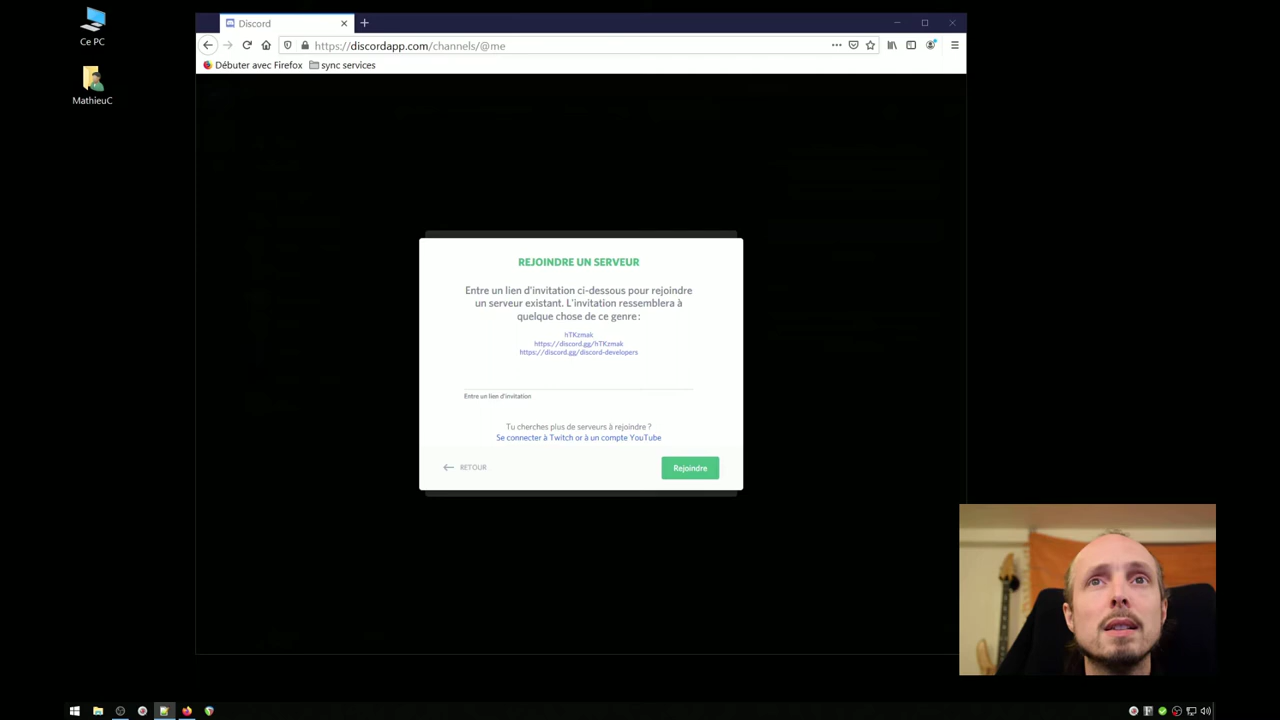 Ce PC
MathieuC
Discord
https://discordapp.com/channels/@me
Débuter avec Firefox
sync services
REJOINDRE UN SERVEUR
Entre un lien d'invitation ci-dessous pour rejoindre
un serveur existant. L'invitation ressemblera à
quelque chose de ce genre :
hTKzmak
https://discord.gg/hTKzmak
https://discord.gg/discord-developers
Entre un lien d'invitation
Tu cherches plus de serveurs à rejoindre ?
Se connecter à Twitch or à un compte YouTube
RETOUR
Rejoindre